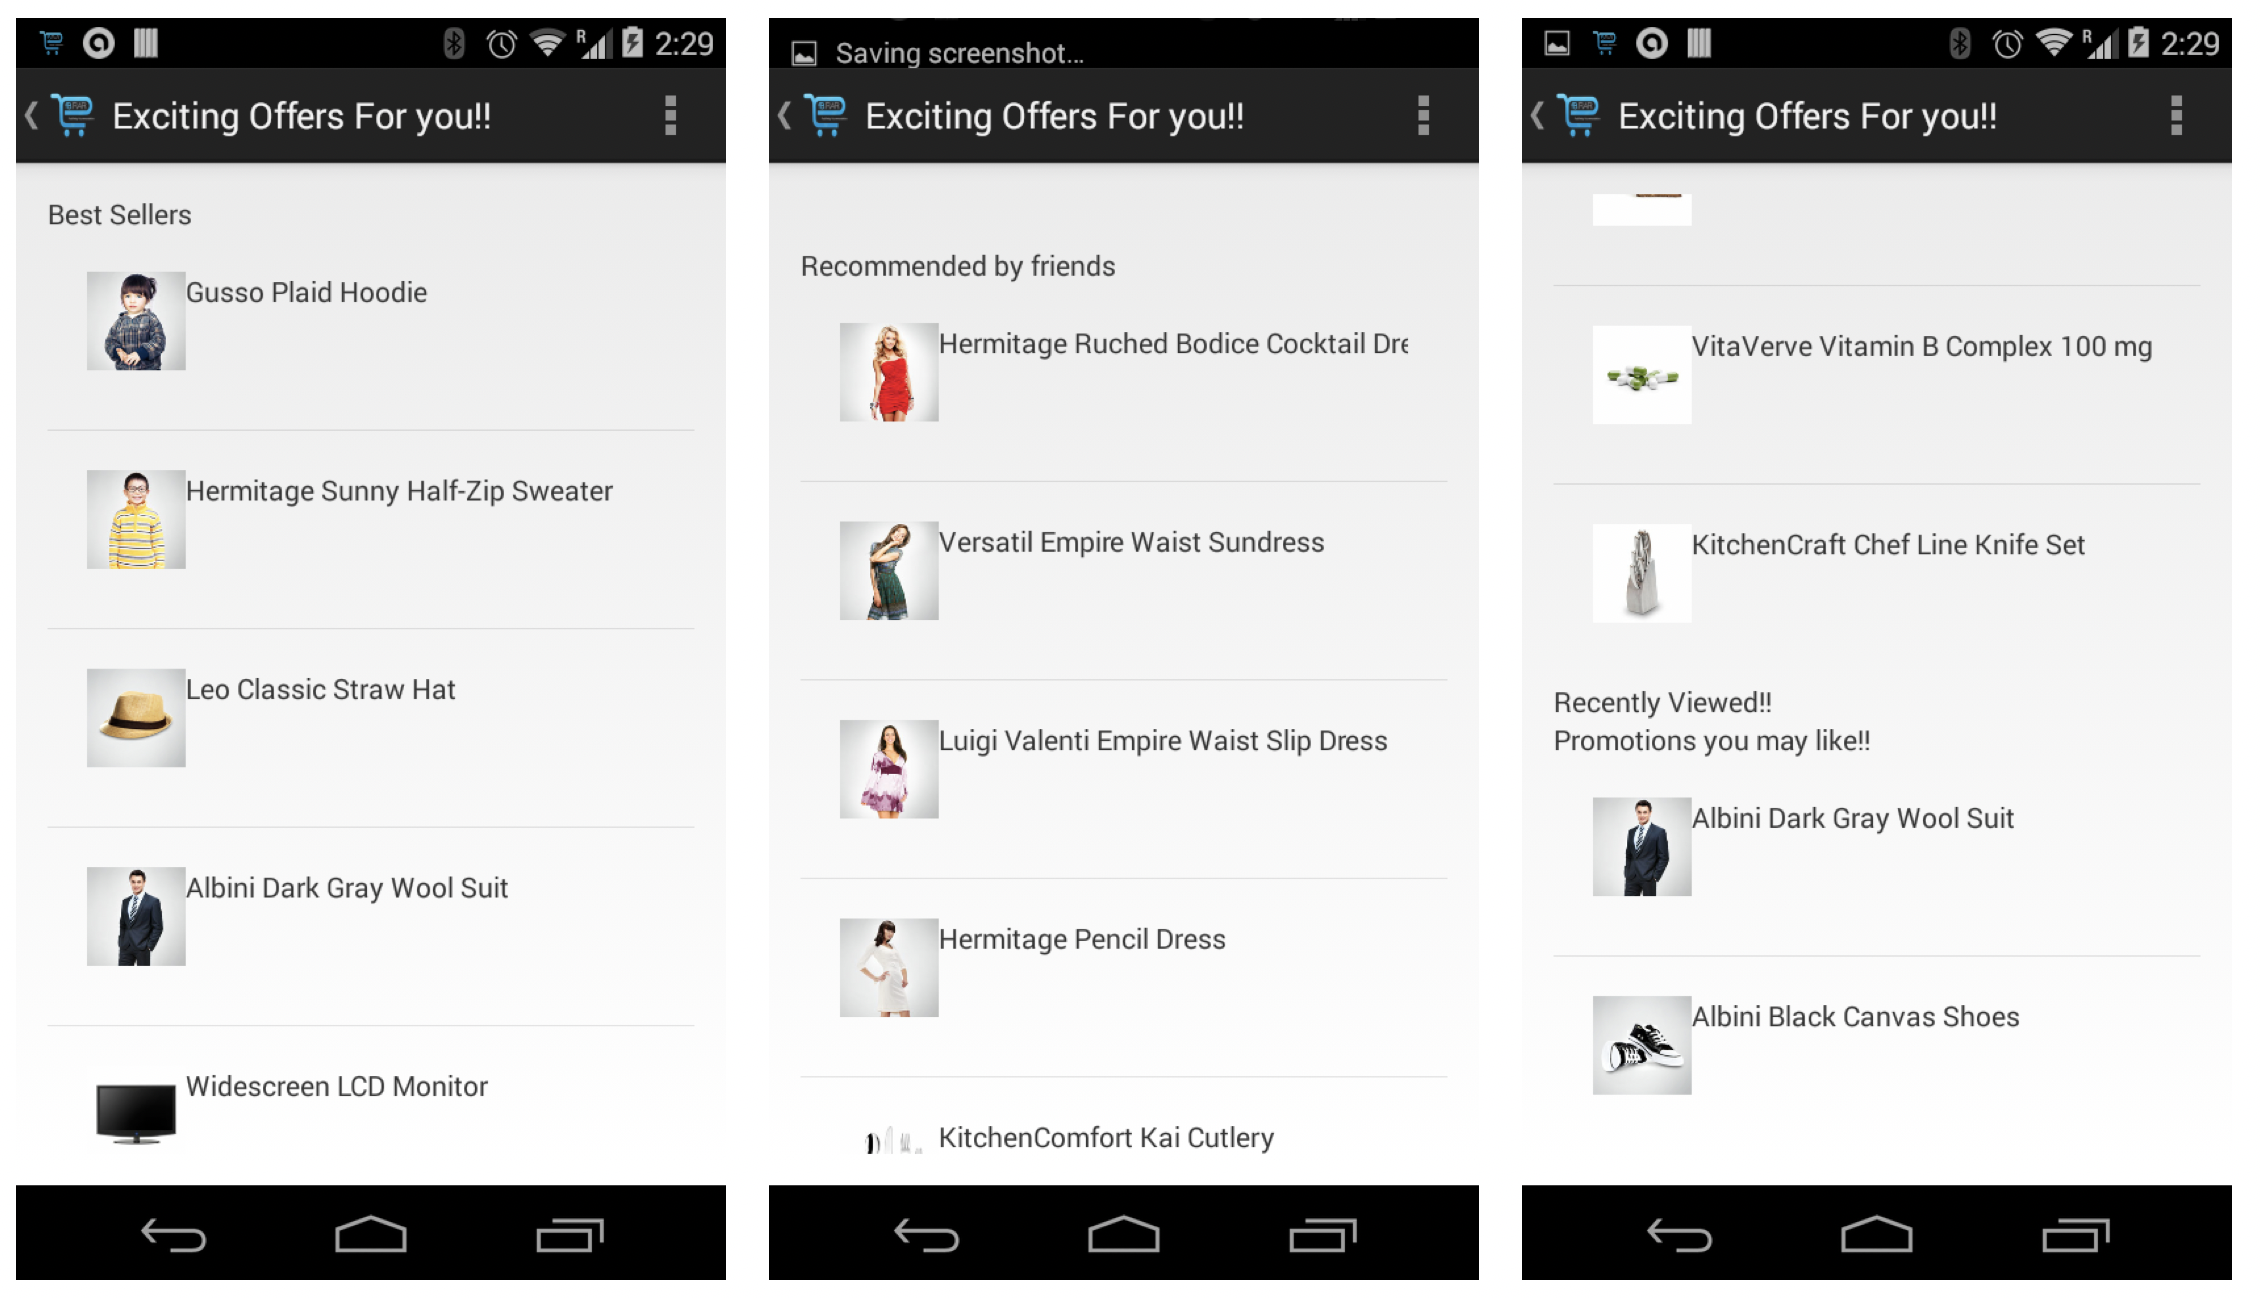 2:29
Exciting Offers For you!!
Best Sellers
Gusso Plaid Hoodie
Hermitage Sunny Half-Zip Sweater
Leo Classic Straw Hat
Albini Dark Gray Wool Suit
Widescreen LCD Monitor
Saving screenshot...
Exciting Offers For you!!
Recommended by friends
Hermitage Ruched Bodice Cocktail Dre
Versatil Empire Waist Sundress
Luigi Valenti Empire Waist Slip Dress
Hermitage Pencil Dress
KitchenComfort Kai Cutlery
R 2:29
Exciting Offers For you!!
VitaVerve Vitamin B Complex 100 mg
KitchenCraft Chef Line Knife Set
Recently Viewed!!
Promotions you may like!!
Albini Dark Gray Wool Suit
Albini Black Canvas Shoes